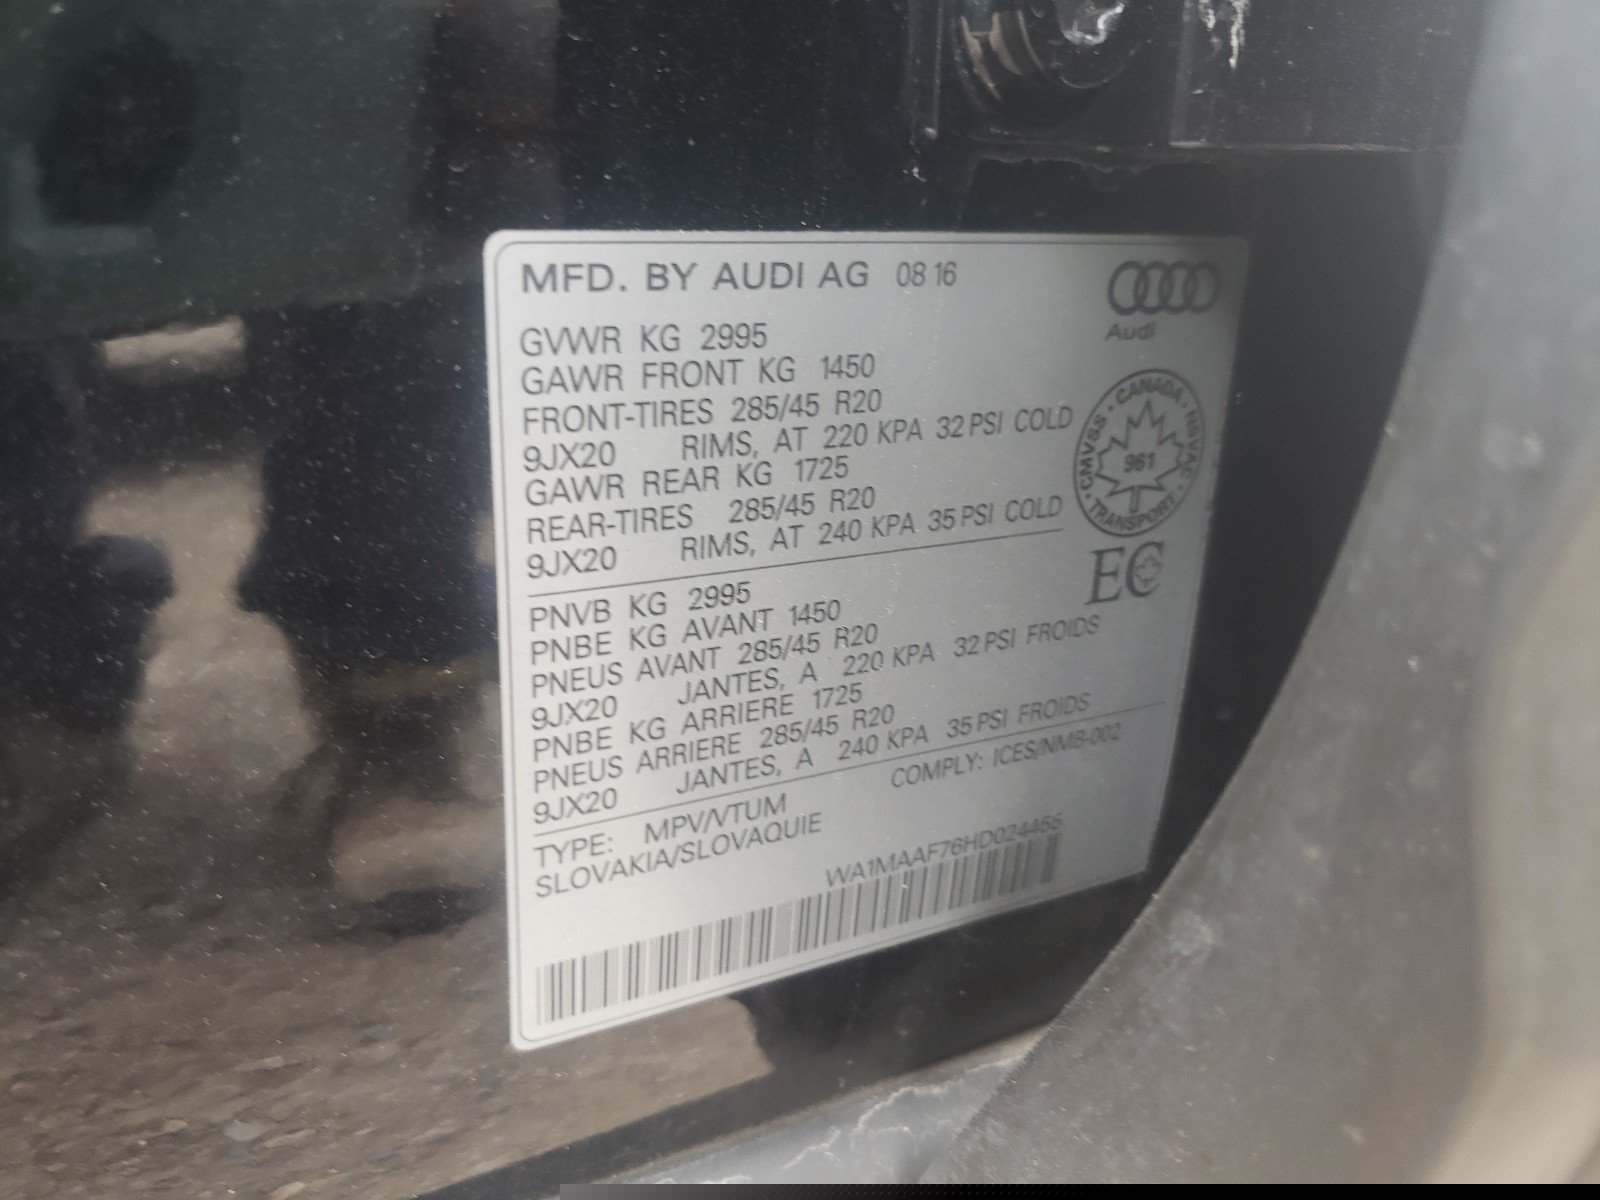 MFD. BY AUDI AG 08 16
Audi
GVWR KG 2995
GAWR FRONT KG 1450
FRONT-TIRES 285/45 R20
9JX20 RIMS, AT 220 KPA 32 PSI COLD
GAWR REAR KG 1725
REAR-TIRES 285/45 R20
9JX20 RIMS, AT 240 KPA 35 PSI COLD
CANADA · NSVAC · TRANSPORT · CMVSS ·
961
EC
PNVB KG 2995
PNBE KG AVANT 1450
PNEUS AVANT 285/45 R20
9JX20 JANTES, A 220 KPA 32 PSI FROIDS
PNBE KG ARRIERE 1725
PNEUS ARRIERE 285/45 R20
9JX20 JANTES, A 240 KPA 35 PSI FROIDS
TYPE: MPV/VTUM COMPLY: ICES/NMB-002
SLOVAKIA/SLOVAQUIE
WA1MAAF76HD024456